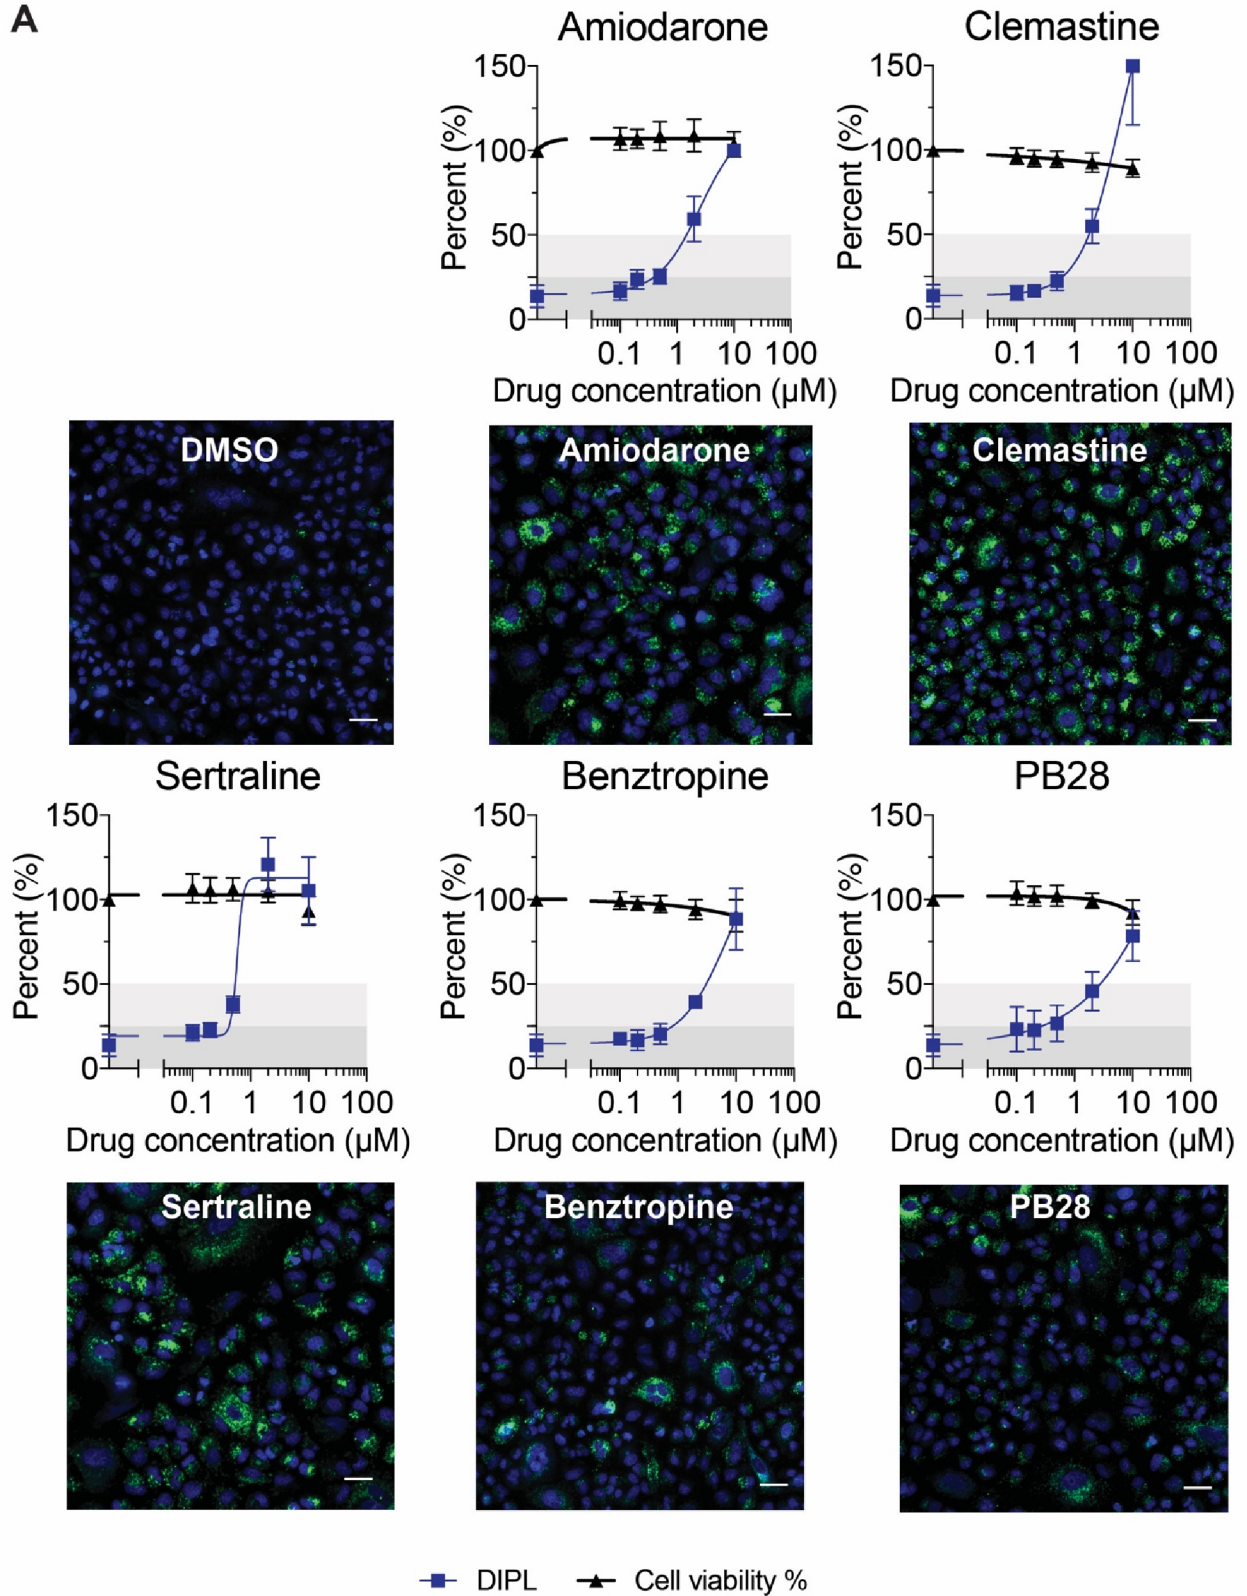 A
Amiodarone
150
100
50
0
Percent (%)
0.1 1 10 100
Drug concentration (µM)
Clemastine
150
100
50
0
Percent (%)
0.1 1 10 100
Drug concentration (µM)
DMSO
Amiodarone
Clemastine
Sertraline
150
100
50
0
Percent (%)
0.1 1 10 100
Drug concentration (µM)
Benztropine
150
100
50
0
Percent (%)
0.1 1 10 100
Drug concentration (µM)
PB28
150
100
50
0
Percent (%)
0.1 1 10 100
Drug concentration (µM)
Sertraline
Benztropine
PB28
DIPL Cell viability %